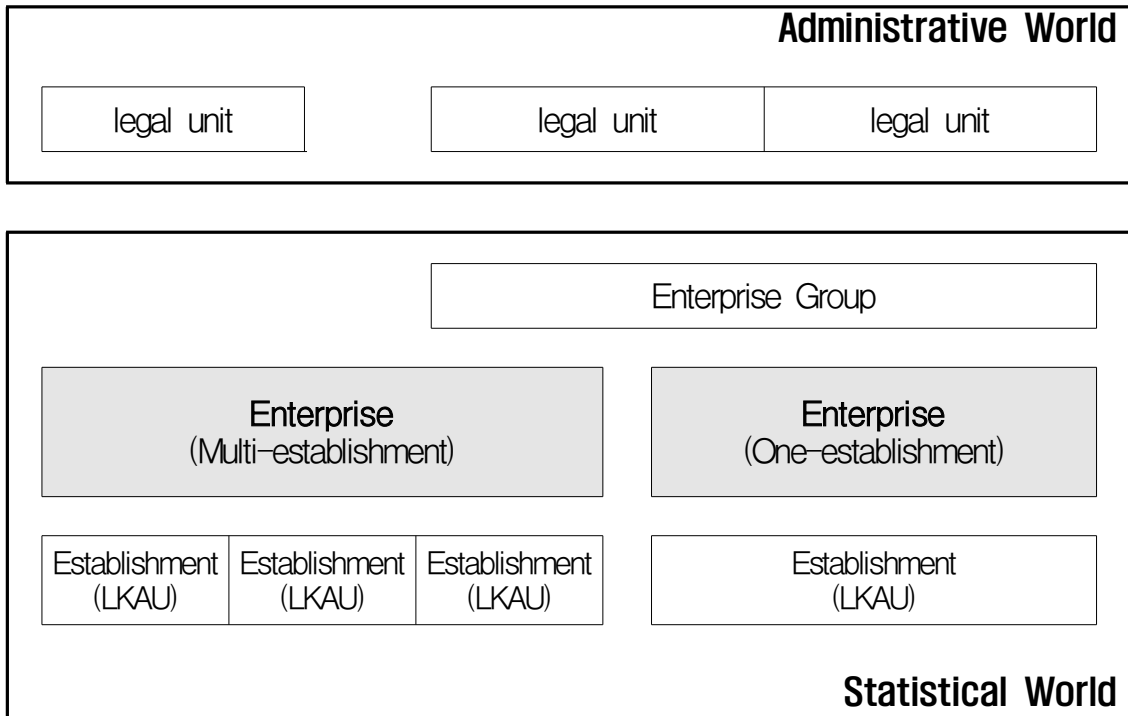 Administrative World
legal unit
legal unit
legal unit
Enterprise Group
Enterprise
(Multi-establishment)
Enterprise
(One-establishment)
Establishment
(LKAU)
Establishment
(LKAU)
Establishment
(LKAU)
Establishment
(LKAU)
Statistical World